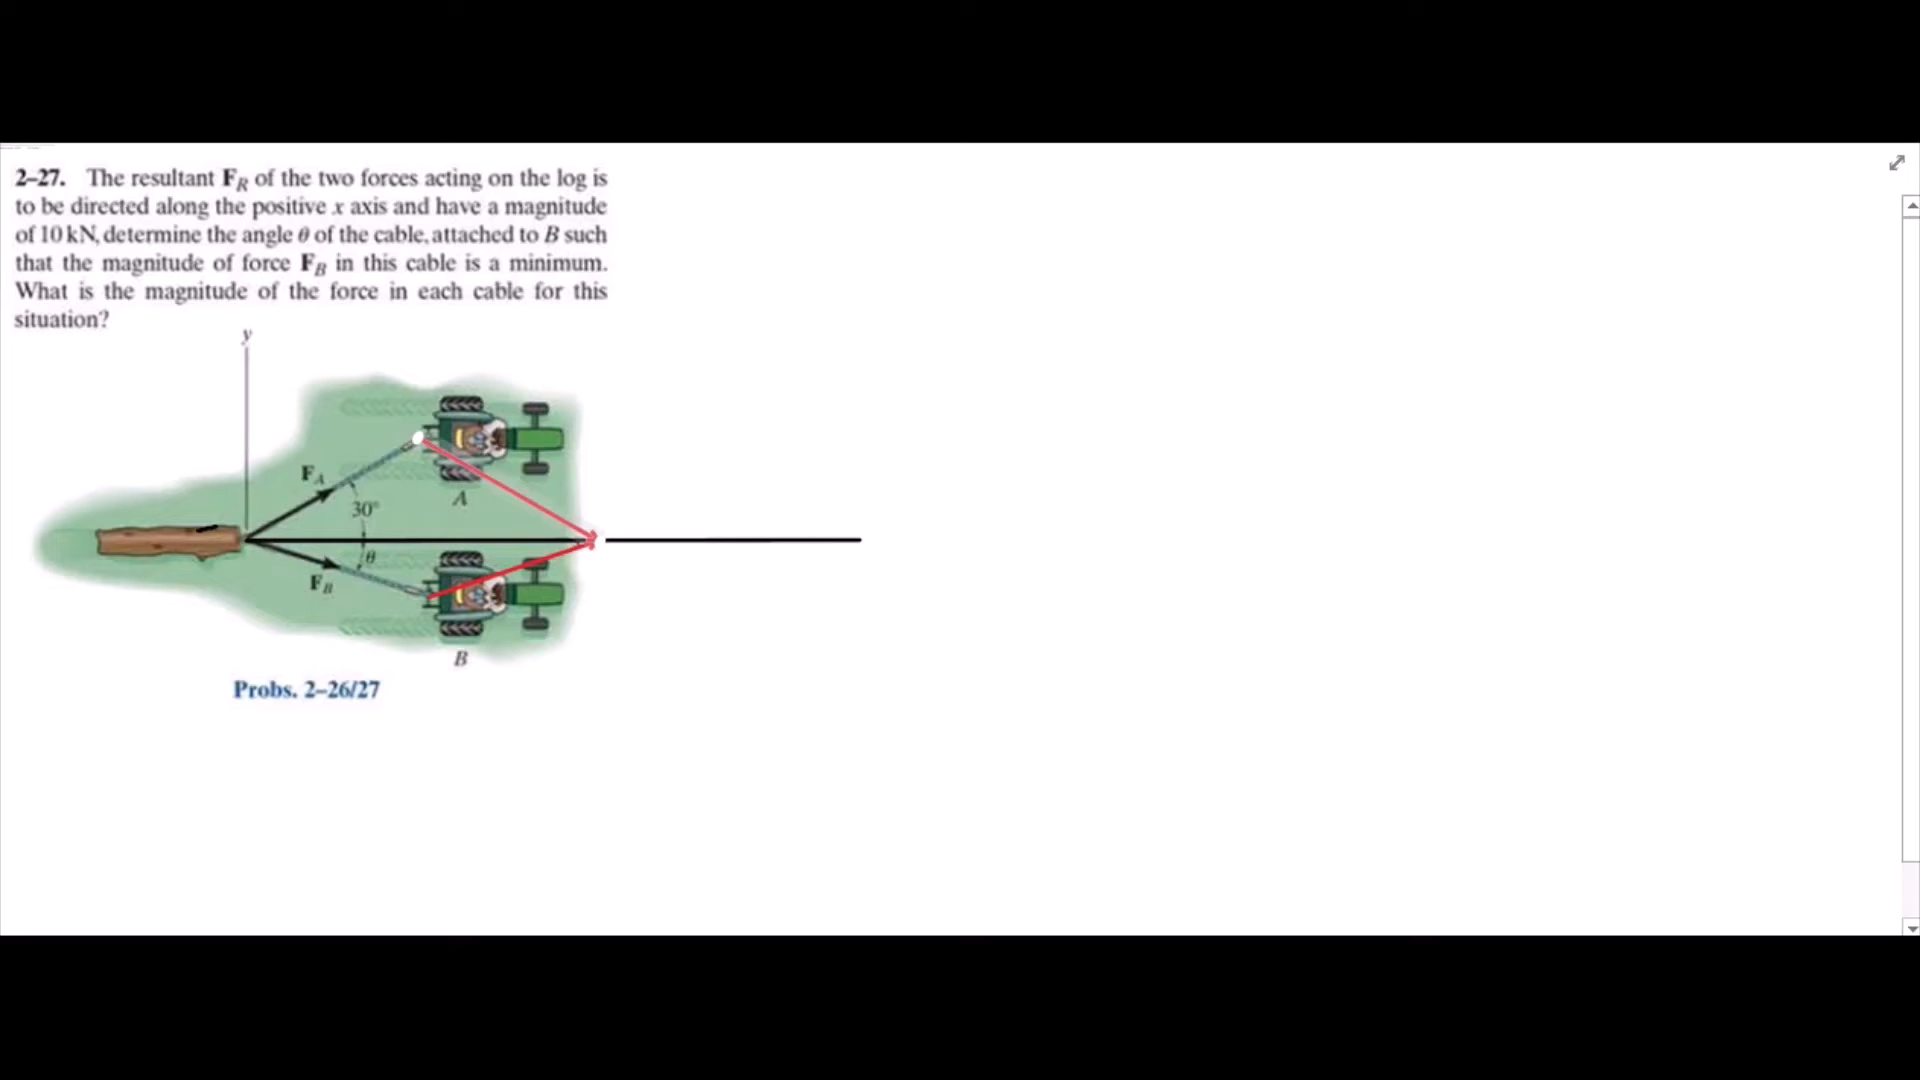 2–27. The resultant F_R of the two forces acting on the log is
to be directed along the positive x axis and have a magnitude
of 10 kN, determine the angle θ of the cable, attached to B such
that the magnitude of force F_B in this cable is a minimum.
What is the magnitude of the force in each cable for this
situation?
y
F_A
30°
A
θ
F_B
B
Probs. 2–26/27